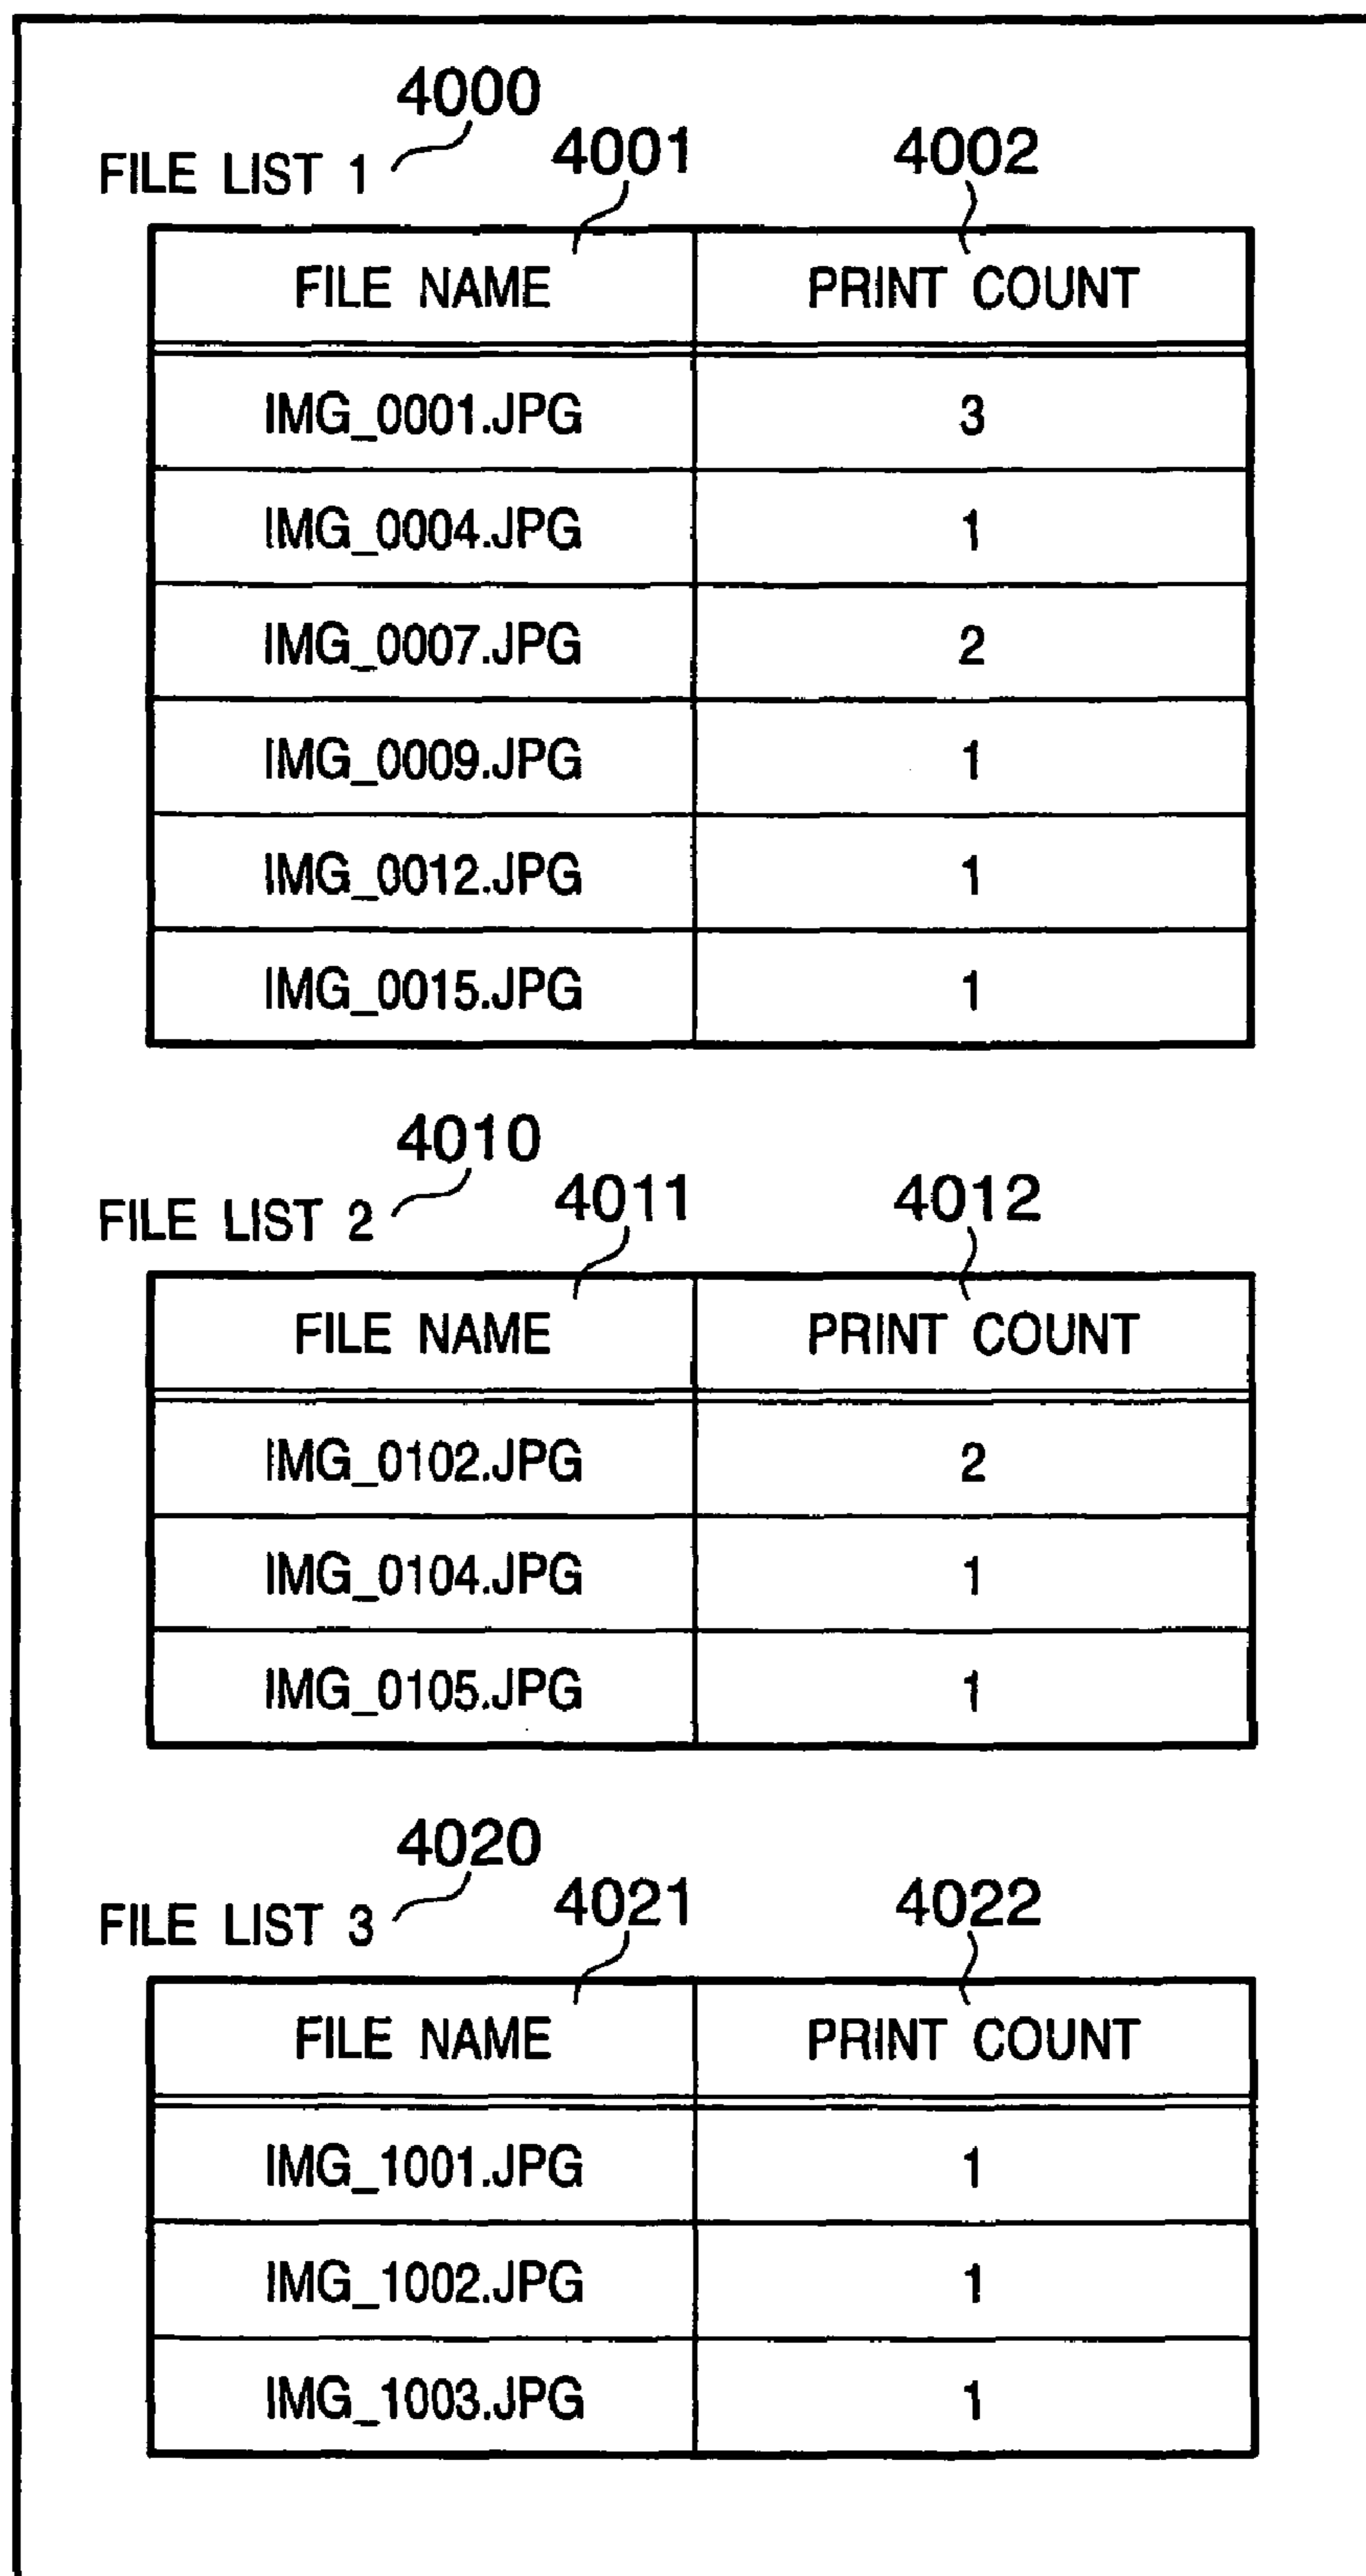 4000
FILE LIST 1 4001 4002
FILE NAME PRINT COUNT
IMG_0001.JPG 3
IMG_0004.JPG 1
IMG_0007.JPG 2
IMG_0009.JPG 1
IMG_0012.JPG 1
IMG_0015.JPG 1
4010
FILE LIST 2 4011 4012
FILE NAME PRINT COUNT
IMG_0102.JPG 2
IMG_0104.JPG 1
IMG_0105.JPG 1
4020
FILE LIST 3 4021 4022
FILE NAME PRINT COUNT
IMG_1001.JPG 1
IMG_1002.JPG 1
IMG_1003.JPG 1